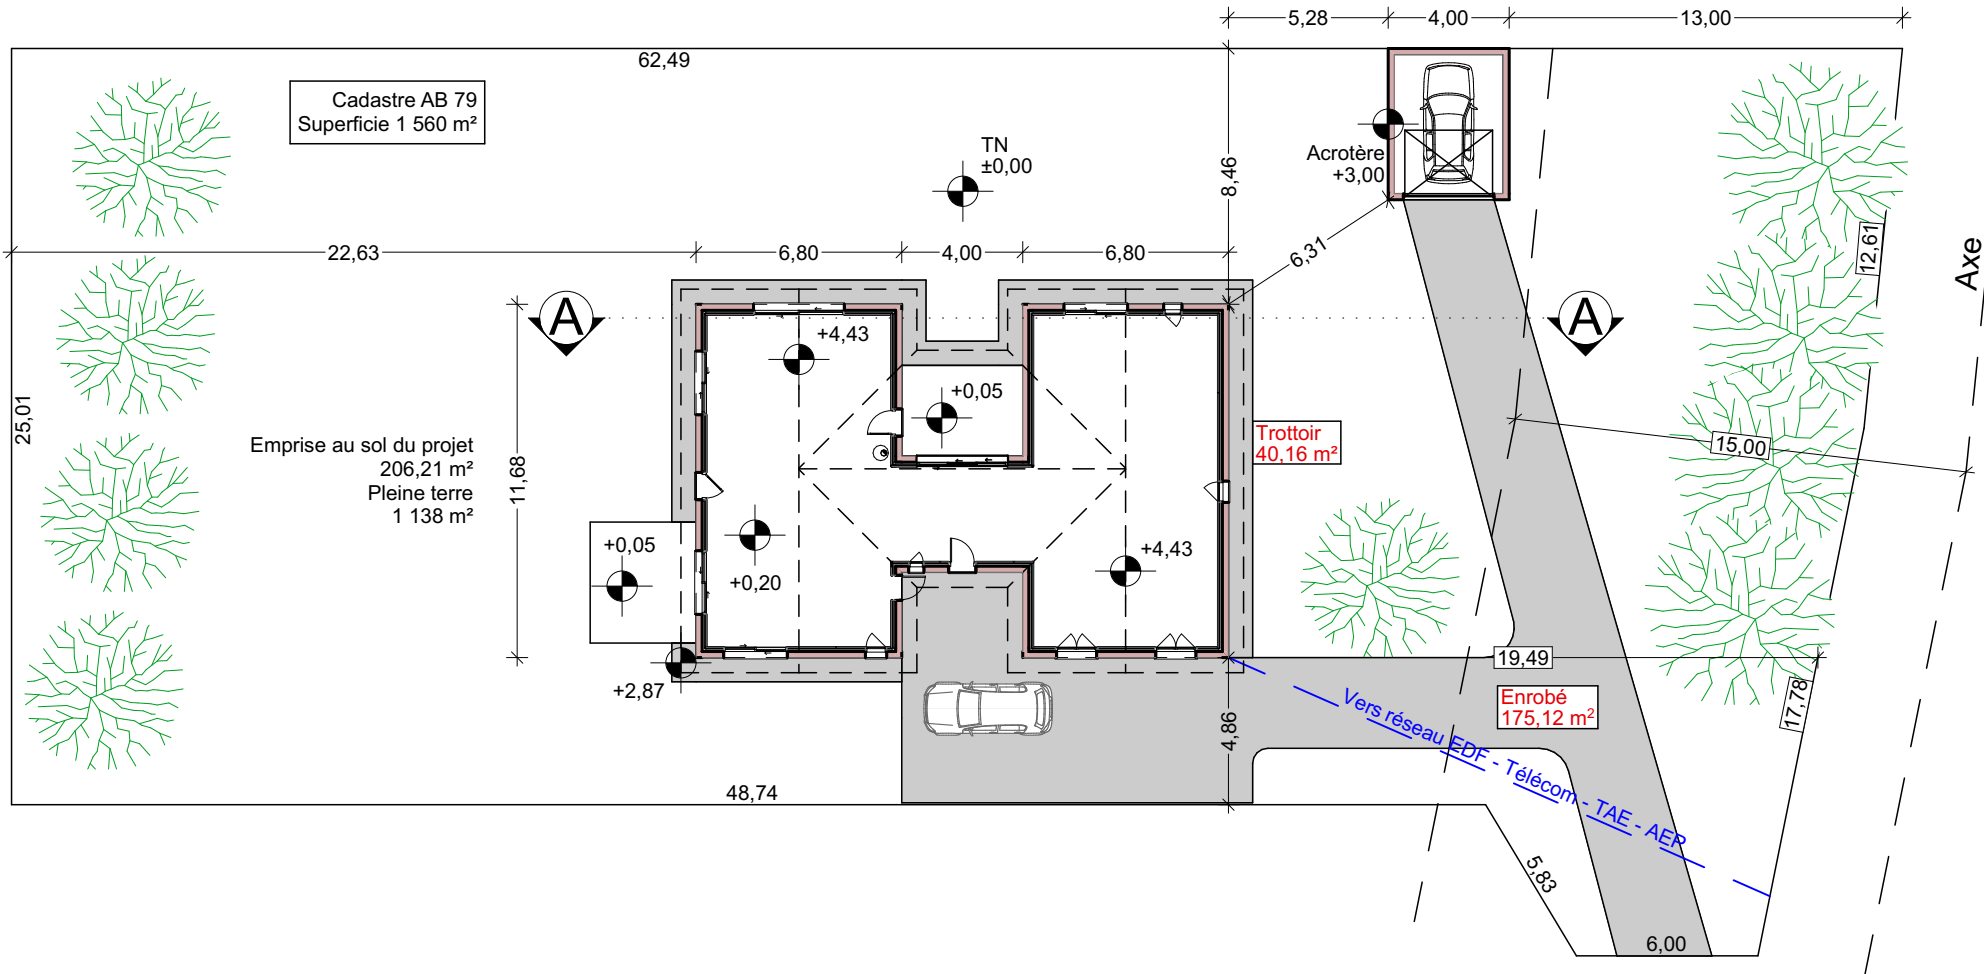 5,28
4,00
13,00
62,49
Cadastre AB 79
Superficie 1 560 m²
TN
±0,00
8,46
Acrotère
+3,00
22,63
6,80
4,00
6,80
6,31
12,61
Axe
A
A
+4,43
+0,05
25,01
Emprise au sol du projet
206,21 m²
Pleine terre
1 138 m²
11,68
Trottoir
40,16 m²
15,00
+0,05
+0,20
+4,43
+2,87
19,49
Enrobé
175,12 m²
17,78
Vers réseau EDF - Télécom - TAE - AEP
4,86
48,74
5,83
6,00